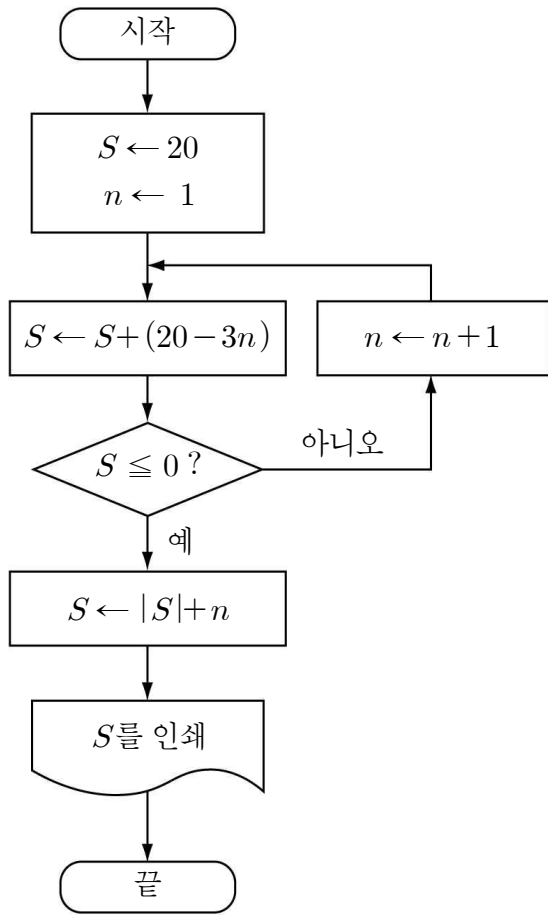 시작
S ← 20
n ← 1
S ← S + (20 − 3n)
n ← n + 1
S ≦ 0 ?
아니오
예
S ← |S| + n
S를 인쇄
끝